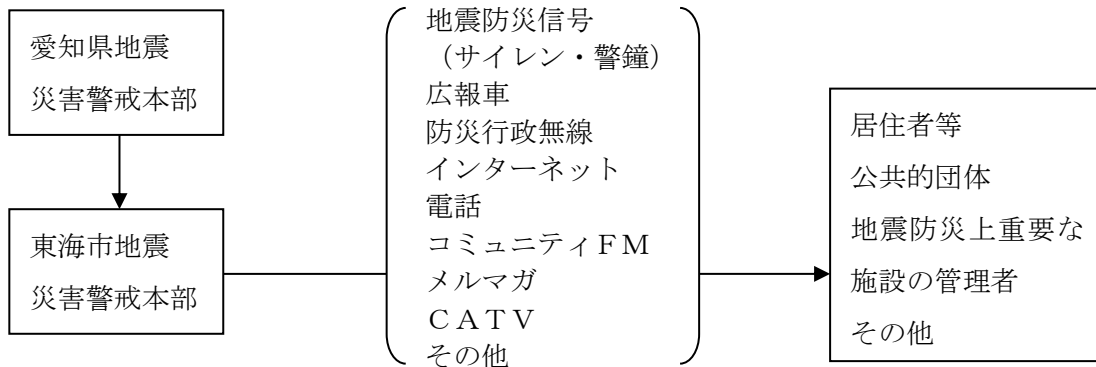 愛知県地震
災害警戒本部
東海市地震
災害警戒本部
地震防災信号
（サイレン・警鐘）
広報車
防災行政無線
インターネット
電話
コミュニティＦＭ
メルマガ
ＣＡＴＶ
その他
居住者等
公共的団体
地震防災上重要な
施設の管理者
その他